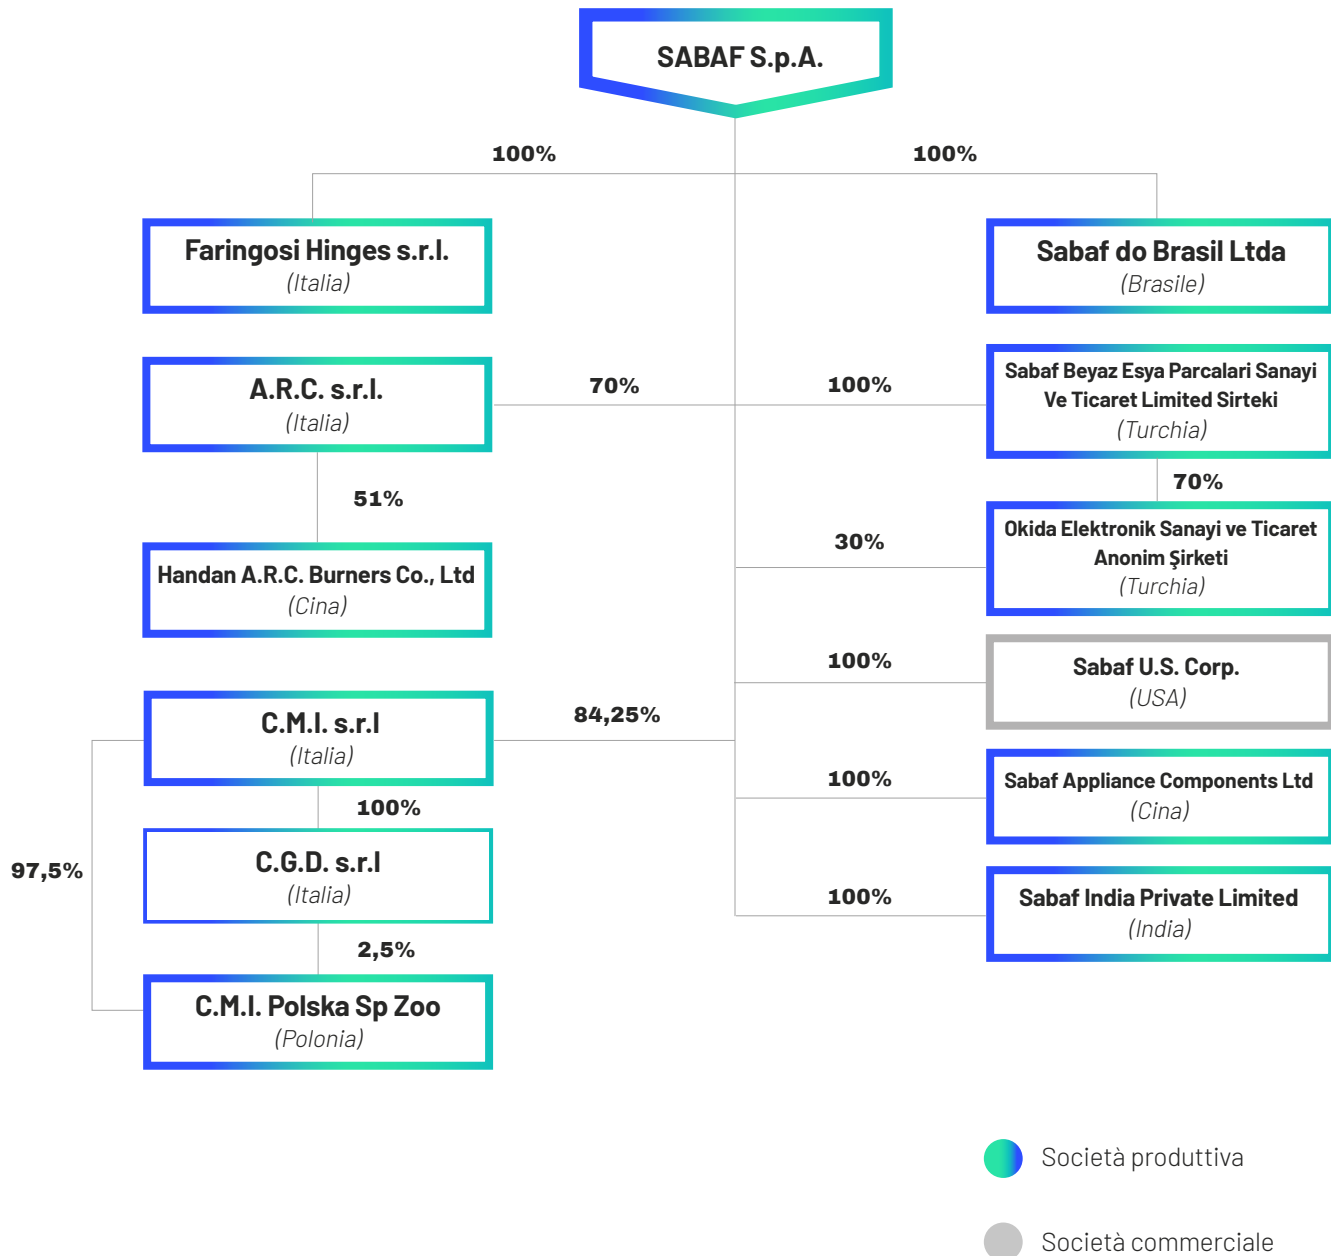 SABAF S.p.A.
100%
100%
Faringosi Hinges s.r.l.
(Italia)
Sabaf do Brasil Ltda
(Brasile)
A.R.C. s.r.l.
(Italia)
70%
100%
Sabaf Beyaz Esya Parcalari Sanayi
Ve Ticaret Limited Sirteki
(Turchia)
51%
70%
Handan A.R.C. Burners Co., Ltd
(Cina)
30%
Okida Elektronik Sanayi ve Ticaret
Anonim Şirketi
(Turchia)
100%
Sabaf U.S. Corp.
(USA)
C.M.I. s.r.l
(Italia)
84,25%
100%
Sabaf Appliance Components Ltd
(Cina)
100%
C.G.D. s.r.l
(Italia)
97,5%
100%
Sabaf India Private Limited
(India)
2,5%
C.M.I. Polska Sp Zoo
(Polonia)
Società produttiva
Società commerciale